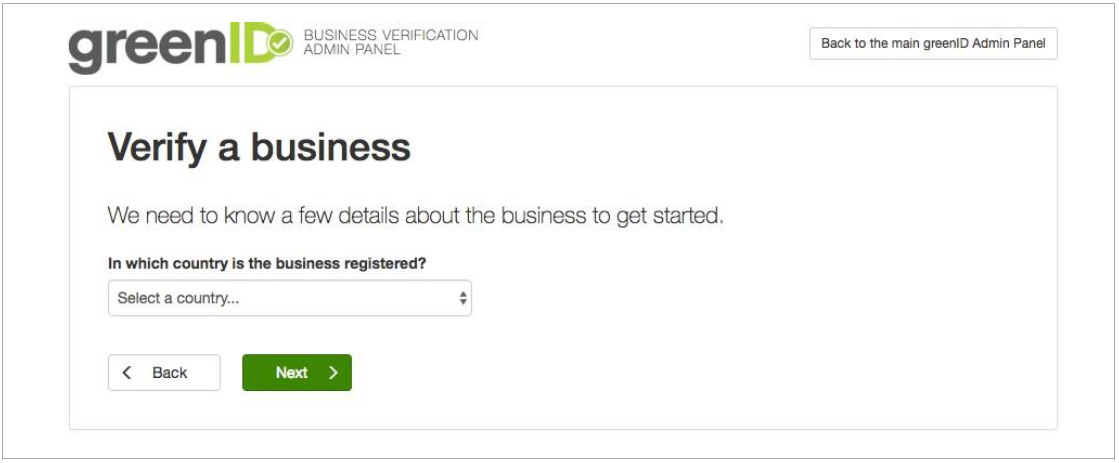 greenID
BUSINESS VERIFICATION
ADMIN PANEL
Back to the main greenID Admin Panel
Verify a business
We need to know a few details about the business to get started.
In which country is the business registered?
Select a country...
Back
Next